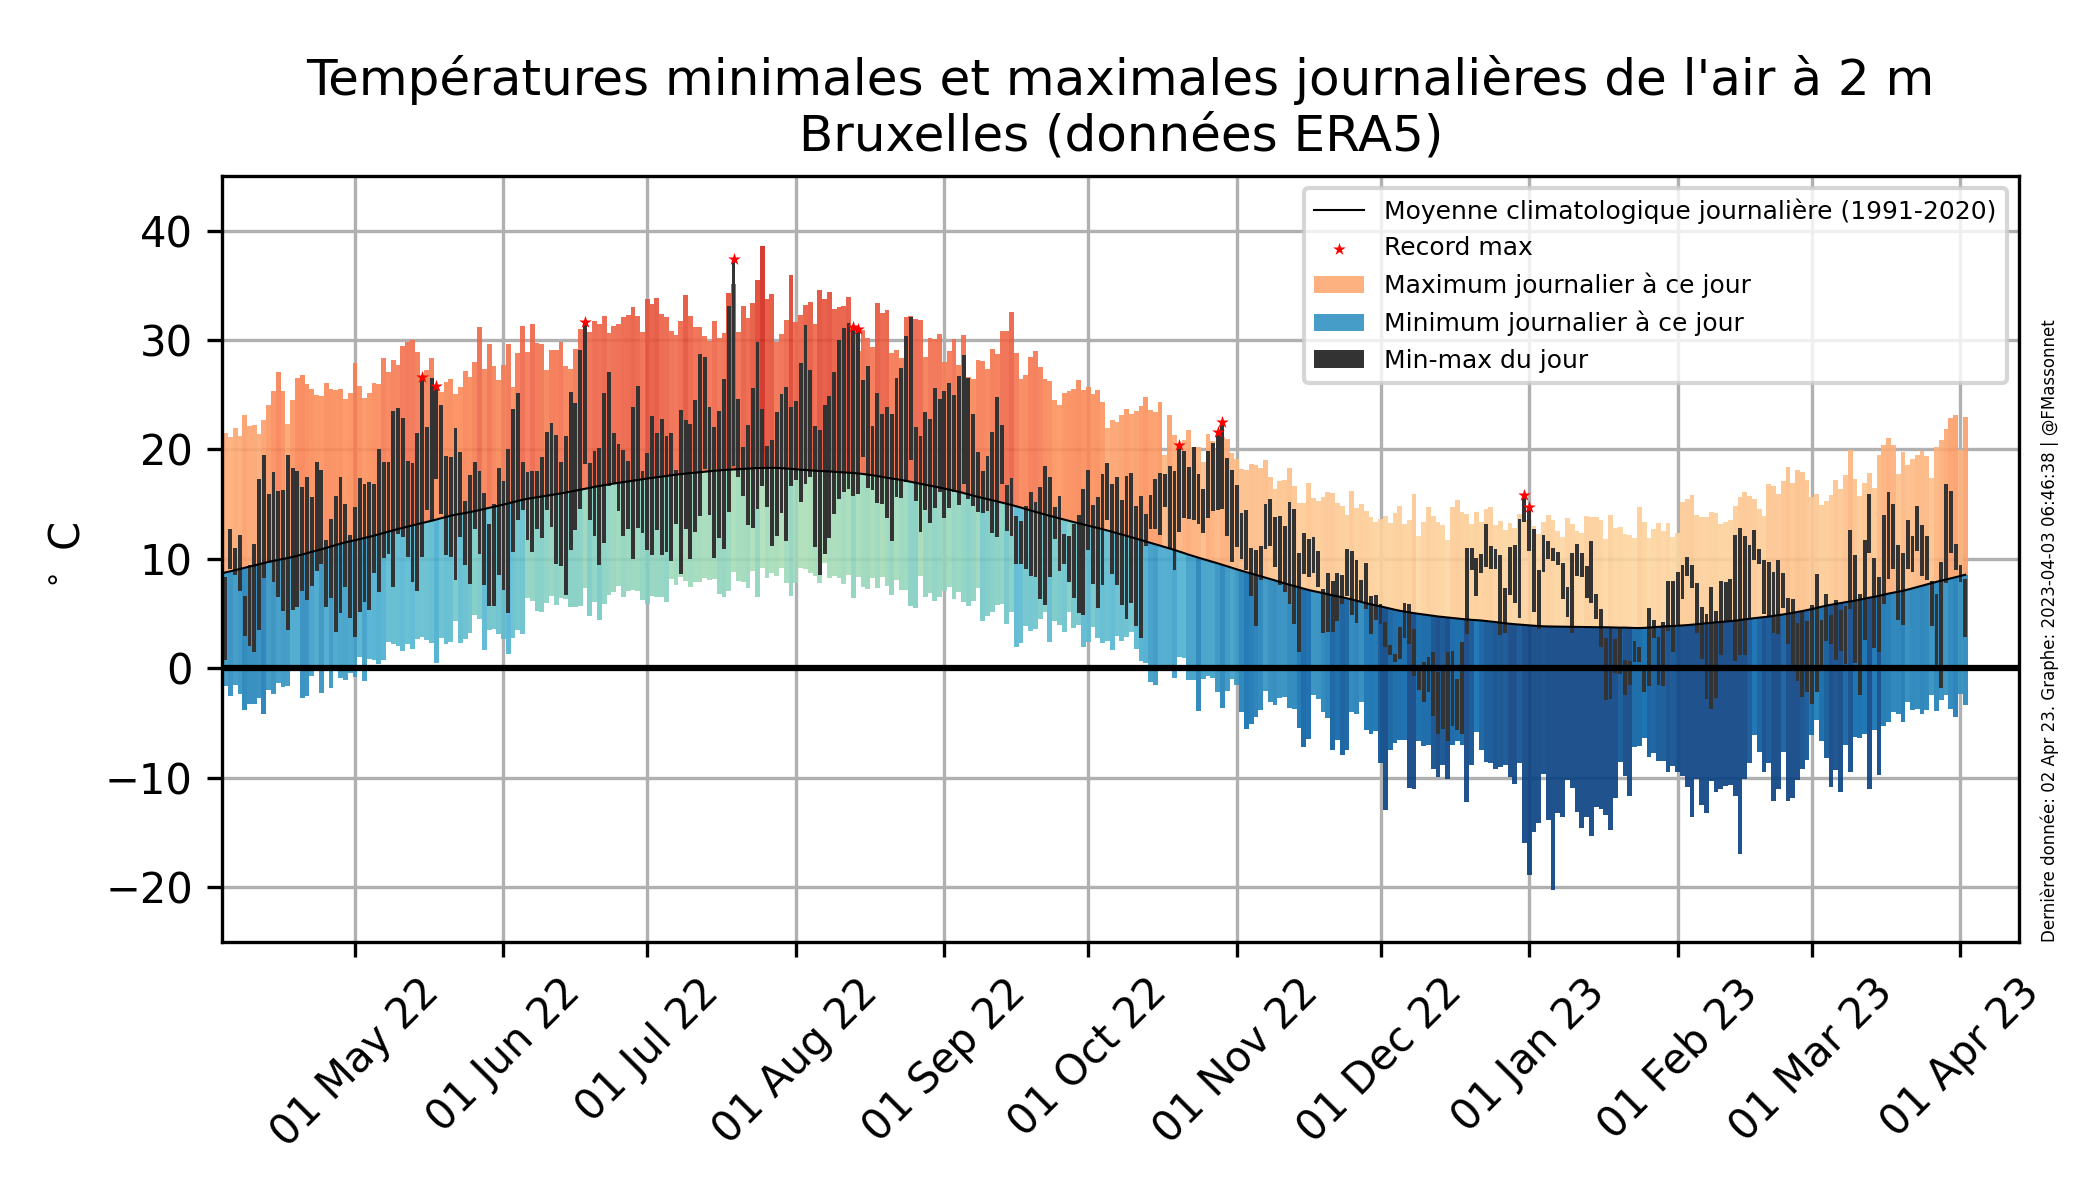 Températures minimales et maximales journalières de l'air à 2 m
Bruxelles (données ERA5)
Moyenne climatologique journalière (1991-2020)
Record max
Maximum journalier à ce jour
Minimum journalier à ce jour
Min-max du jour
40
30
20
10
0
−10
−20
° C
01 May 22
01 Jun 22
01 Jul 22
01 Aug 22
01 Sep 22
01 Oct 22
01 Nov 22
01 Dec 22
01 Jan 23
01 Feb 23
01 Mar 23
01 Apr 23
Dernière donnée: 02 Apr 23. Graphe: 2023-04-03 06:46:38 | @FMassonnet